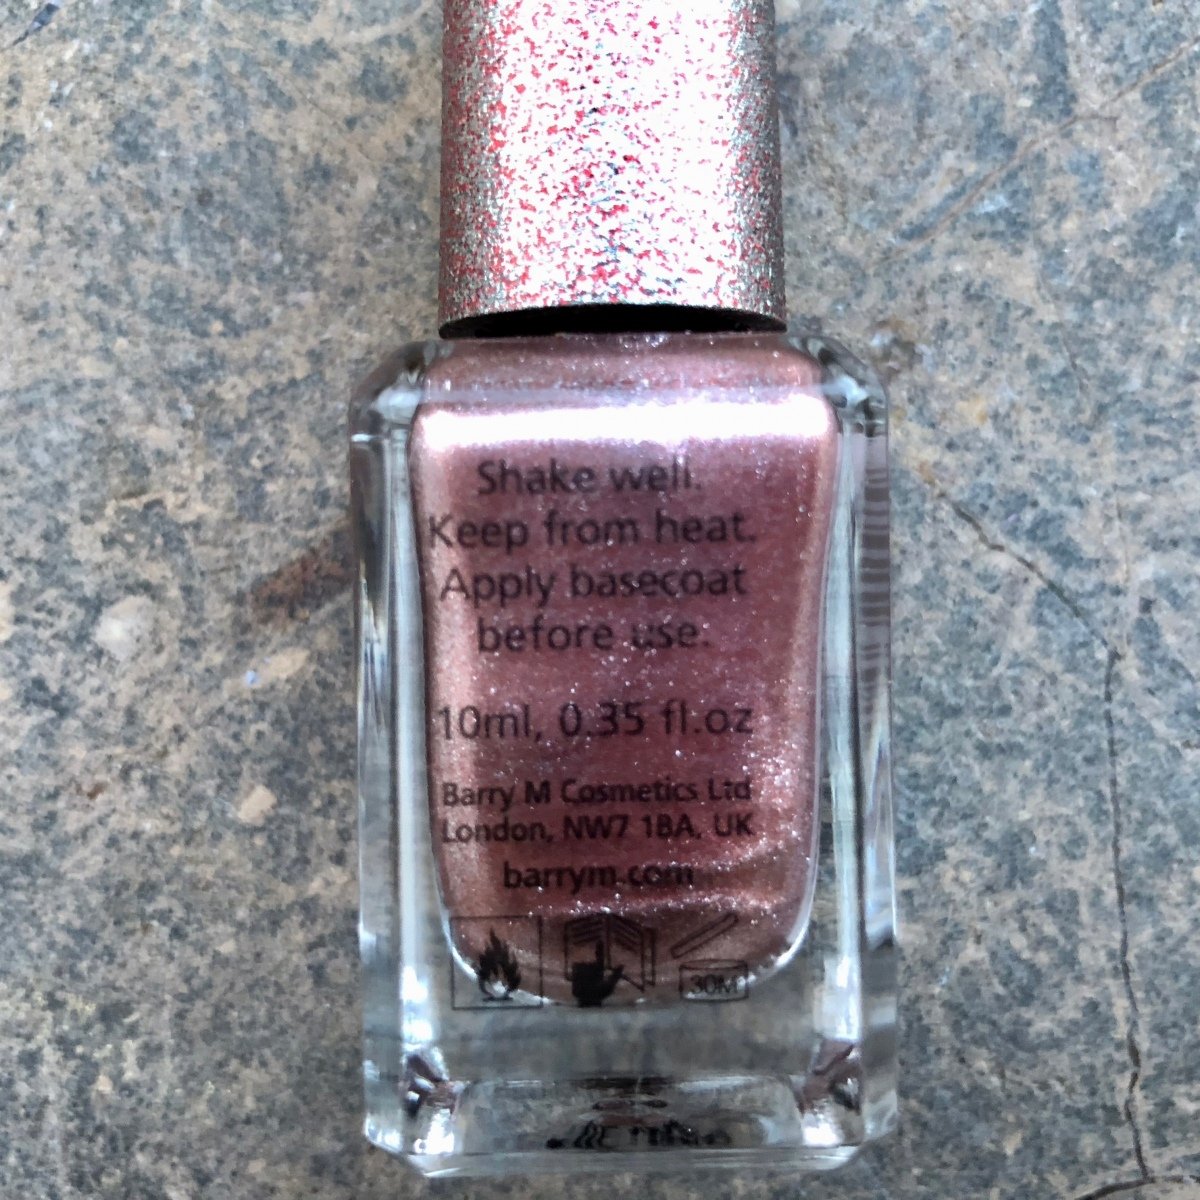 Shake well.
Keep from heat.
Apply basecoat
before use.
10ml, 0.35 fl.oz
Barry M Cosmetics Ltd
London, NW7 1BA, UK
barrym.com
30M